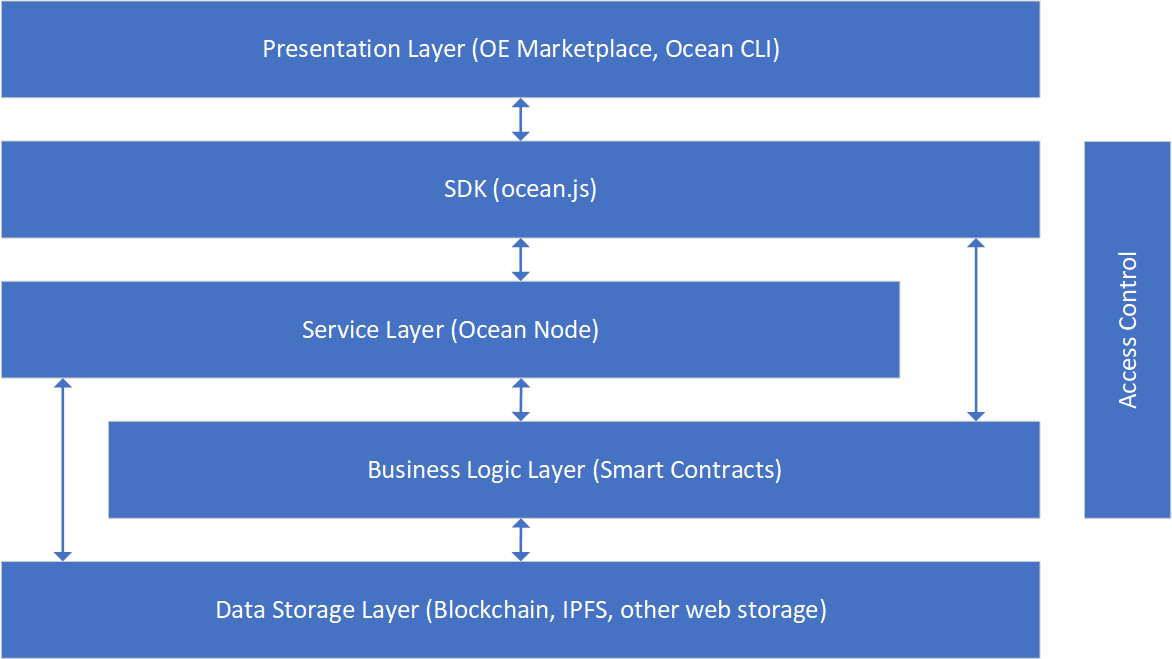 Presentation Layer (OE Marketplace, Ocean CLI)
SDK (ocean.js)
Service Layer (Ocean Node)
Business Logic Layer (Smart Contracts)
Data Storage Layer (Blockchain, IPFS, other web storage)
Access Control